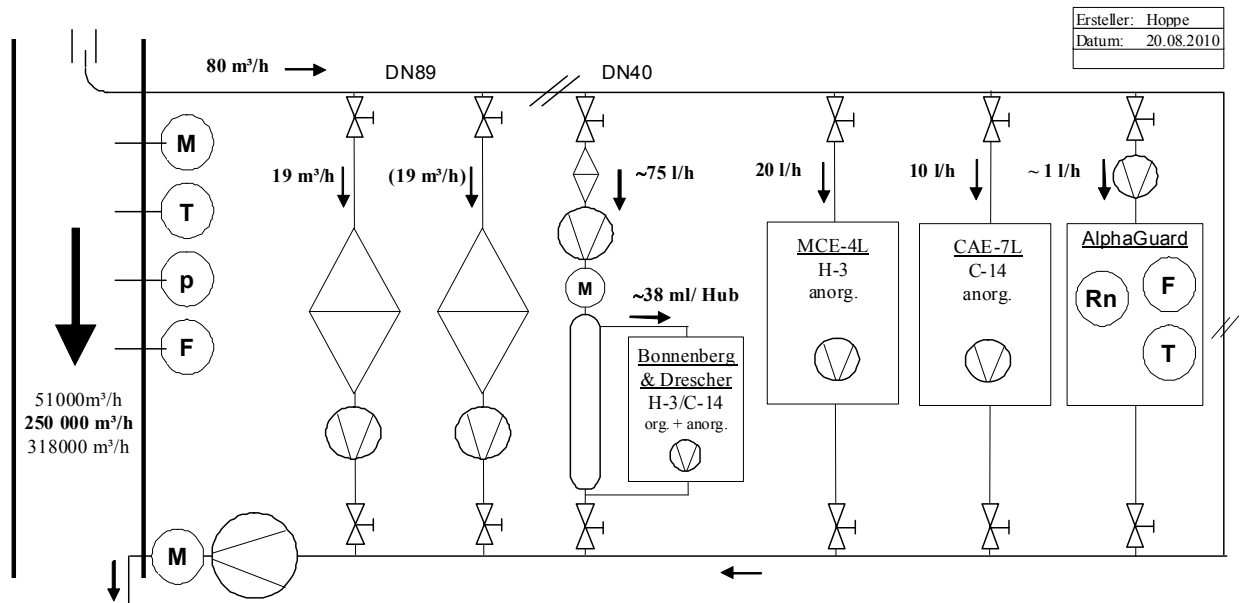 Ersteller: Hoppe
Datum: 20.08.2010
80 m³/h
DN89
DN40
M
T
p
F
51000m³/h
250 000 m³/h
318000 m³/h
M
19 m³/h
(19 m³/h)
~75 l/h
M
~38 ml/ Hub
Bonnenberg
& Drescher
H-3/C-14
org. + anorg.
20 l/h
MCE-4L
H-3
anorg.
10 l/h
CAE-7L
C-14
anorg.
~ 1 l/h
AlphaGuard
Rn
F
T